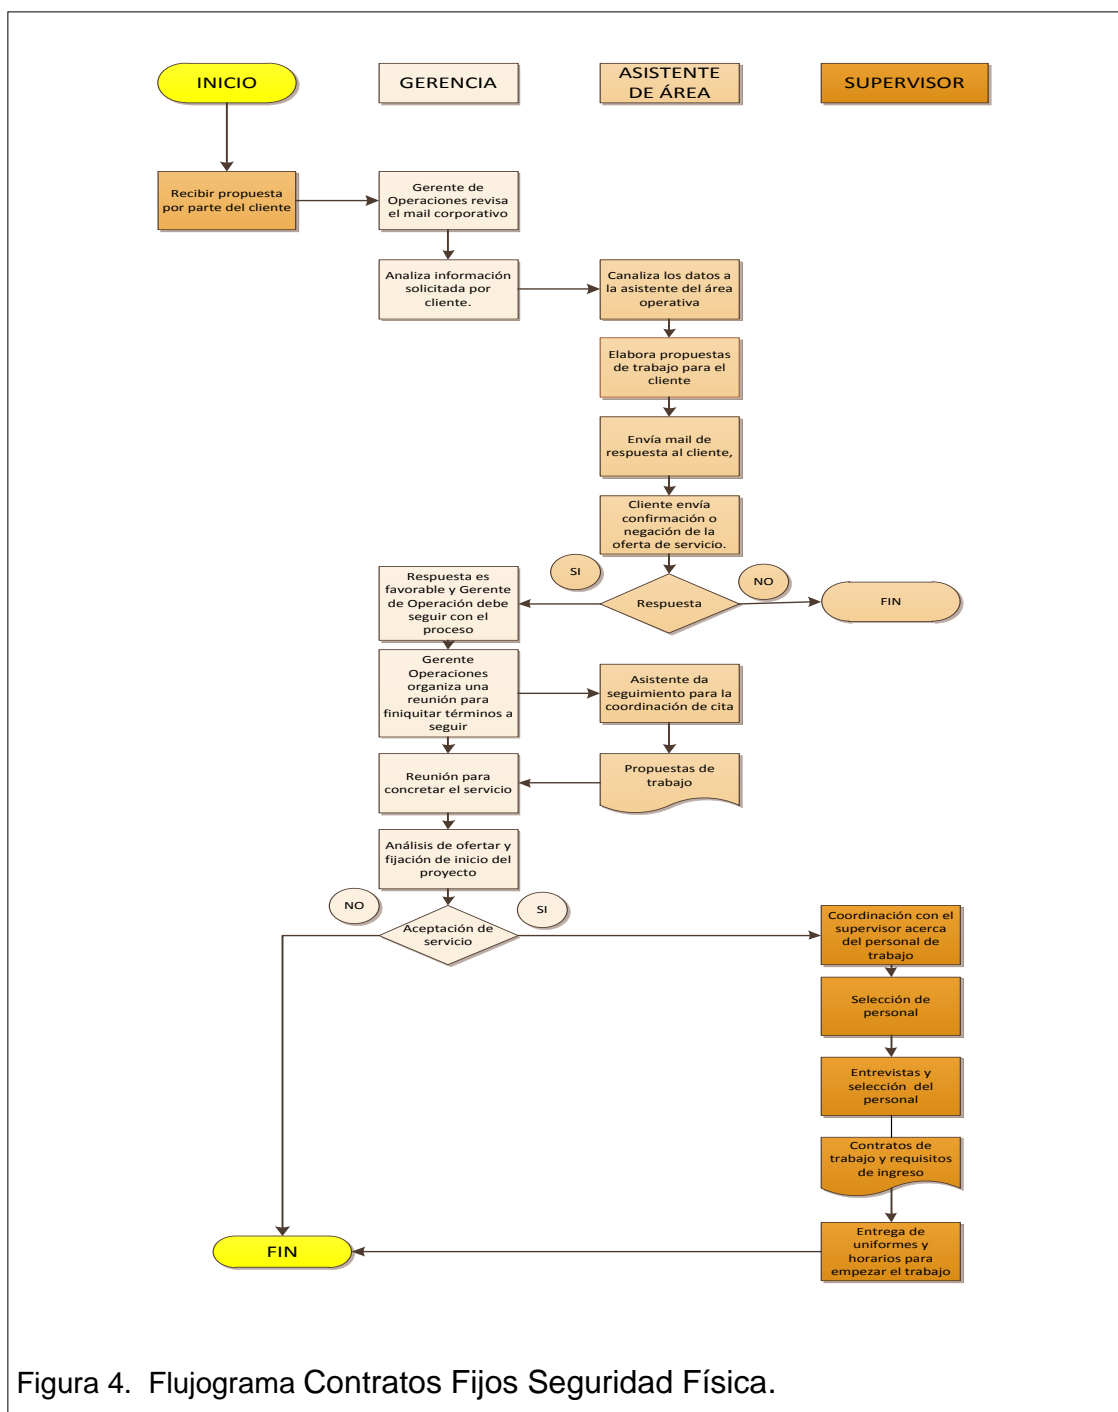 INICIO
GERENCIA
ASISTENTE
DE ÁREA
SUPERVISOR
Recibir propuesta
por parte del cliente
Gerente de
Operaciones revisa
el mail corporativo
Analiza información
solicitada por
cliente.
Canaliza los datos a
la asistente del área
operativa
Elabora propuestas
de trabajo para el
cliente
Envía mail de
respuesta al cliente,
Cliente envía
confirmación o
negación de la
oferta de servicio.
SI
NO
Respuesta
FIN
Respuesta es
favorable y Gerente
de Operación debe
seguir con el
proceso
Gerente
Operaciones
organiza una
reunión para
finiquitar términos a
seguir
Asistente da
seguimiento para la
coordinación de cita
Propuestas de
trabajo
Reunión para
concretar el servicio
Análisis de ofertar y
fijación de inicio del
proyecto
NO
SI
Aceptación de
servicio
Coordinación con el
supervisor acerca
del personal de
trabajo
Selección de
personal
Entrevistas y
selección del
personal
Contratos de
trabajo y requisitos
de ingreso
Entrega de
uniformes y
horarios para
empezar el trabajo
FIN
Figura 4. Flujograma Contratos Fijos Seguridad Física.